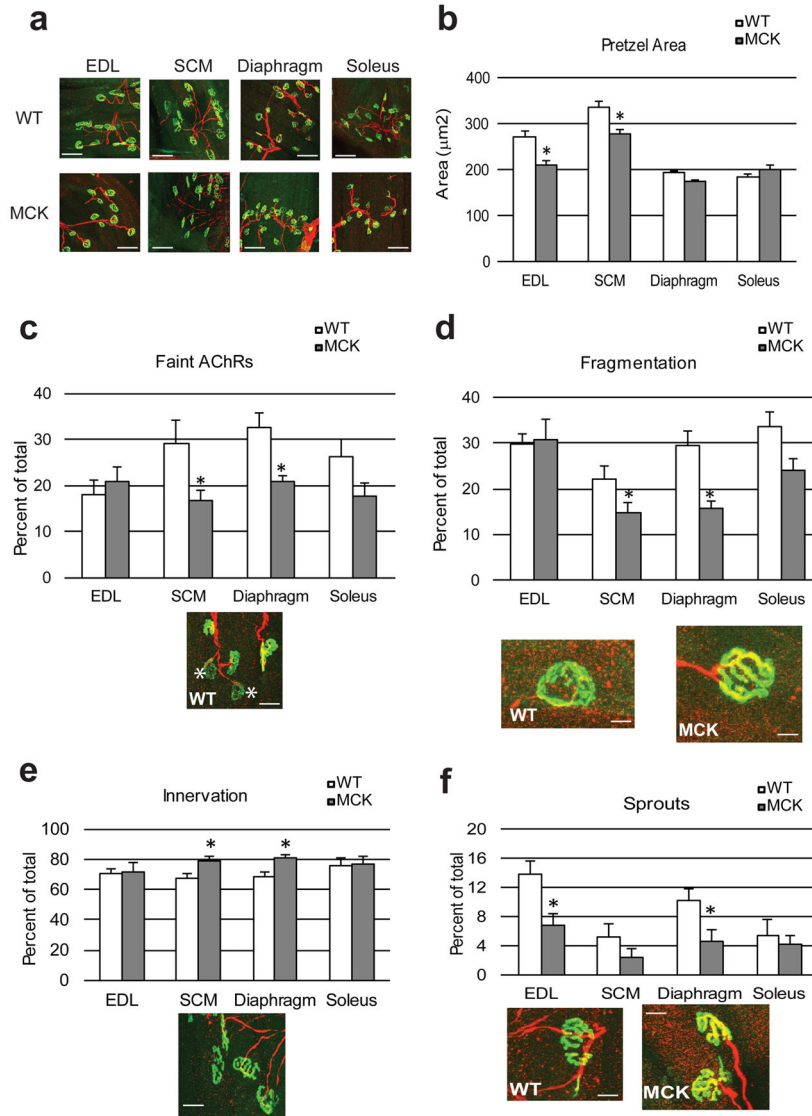 a
EDL SCM Diaphragm Soleus
WT
MCK
b
WT
MCK
Pretzel Area
Area (μm2)
400
300
200
100
0
*
*
EDL SCM Diaphragm Soleus
c
WT
MCK
Faint AChRs
Percent of total
40
30
20
10
0
*
*
EDL SCM Diaphragm Soleus
*
*
WT
d
WT
MCK
Fragmentation
Percent of total
40
30
20
10
0
*
*
EDL SCM Diaphragm Soleus
WT
MCK
e
WT
MCK
Innervation
Percent of total
100
80
60
40
20
0
*
*
EDL SCM Diaphragm Soleus
f
WT
MCK
Sprouts
Percent of total
20
16
12
8
4
0
*
*
EDL SCM Diaphragm Soleus
WT
MCK